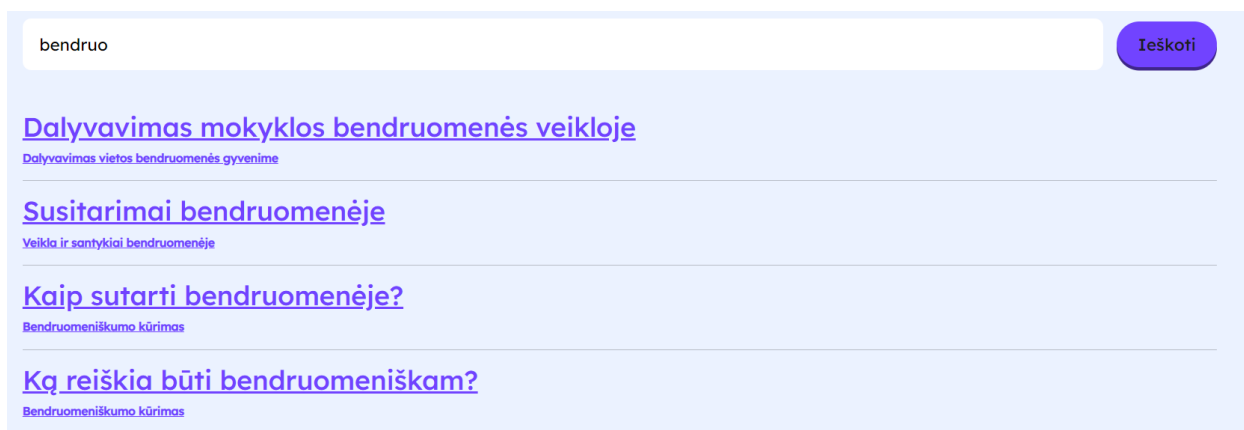 bendruo
Ieškoti
Dalyvavimas mokyklos bendruomenės veikloje
Dalyvavimas vietos bendruomenės gyvenime
Susitarimai bendruomenėje
Veikla ir santykiai bendruomenėje
Kaip sutarti bendruomenėje?
Bendruomeniškumo kūrimas
Ką reiškia būti bendruomeniškam?
Bendruomeniškumo kūrimas